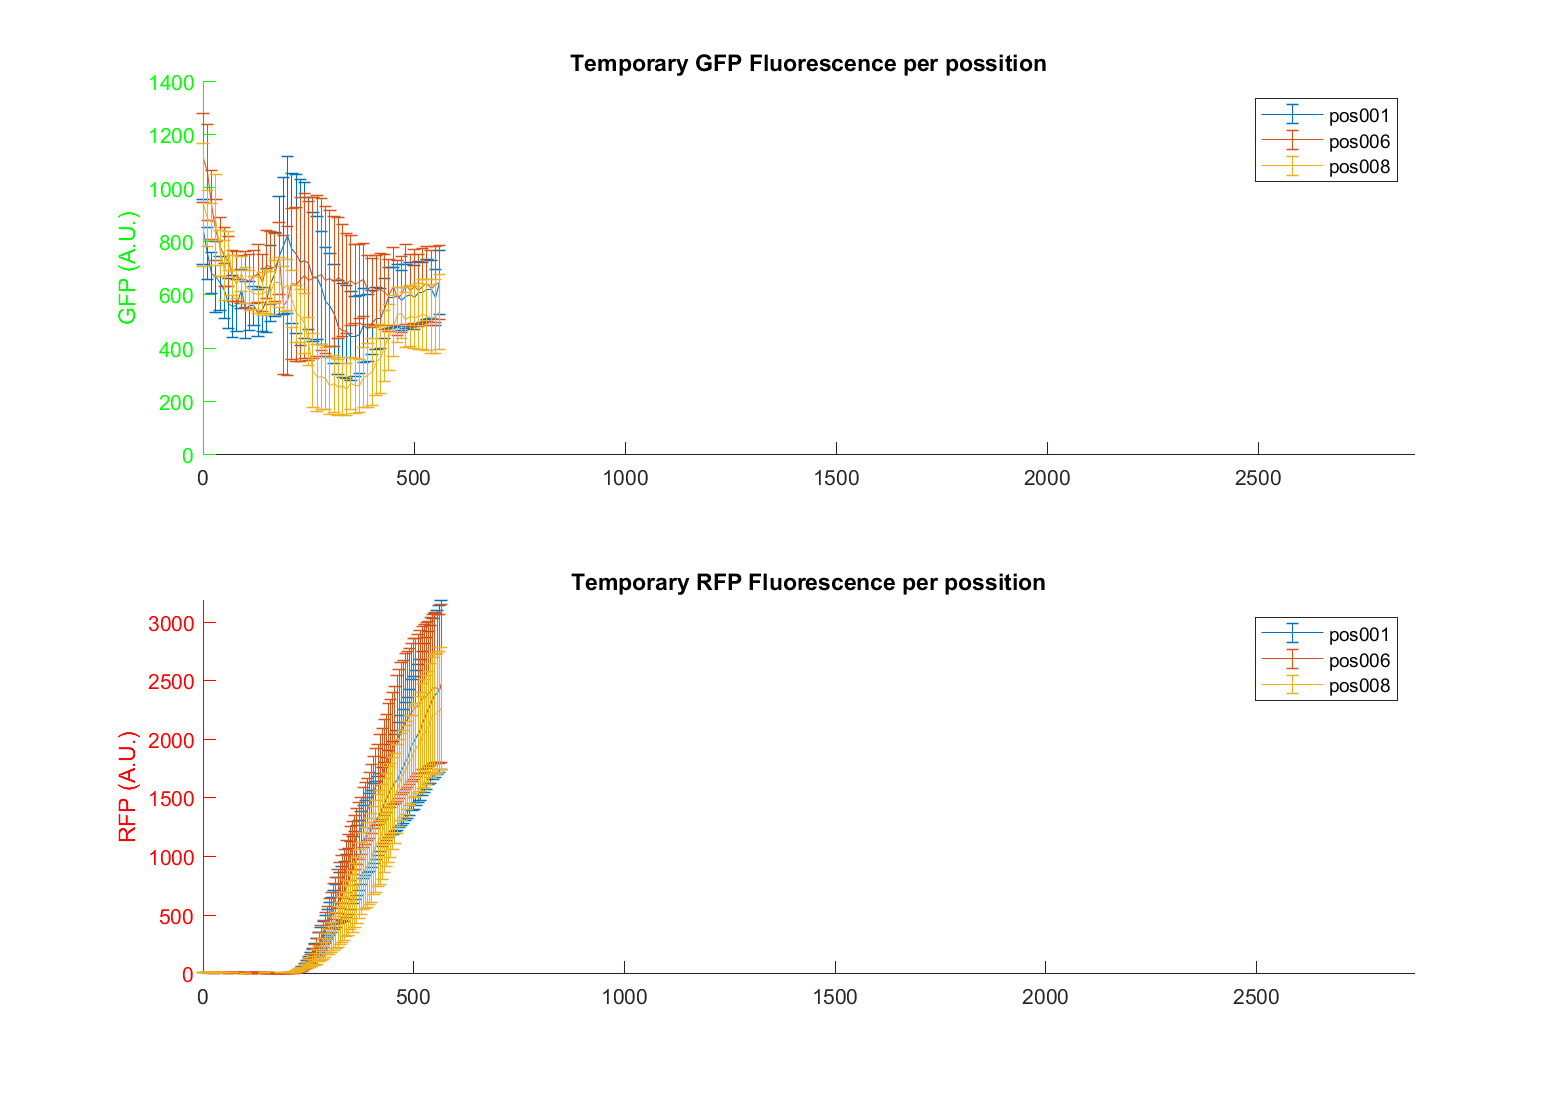 Temporary GFP Fluorescence per possition
1400
1200
1000
800
600
400
200
0
GFP (A.U.)
0 500 1000 1500 2000 2500
pos001
pos006
pos008
Temporary RFP Fluorescence per possition
3000
2500
2000
1500
1000
500
0
RFP (A.U.)
0 500 1000 1500 2000 2500
pos001
pos006
pos008